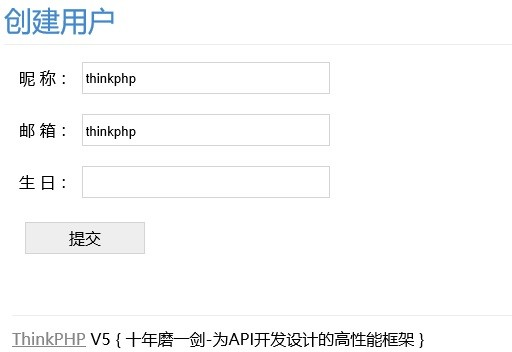 创建用户
昵 称： thinkphp
邮 箱： thinkphp
生 日：
提交
ThinkPHP V5 { 十年磨一剑-为API开发设计的高性能框架 }